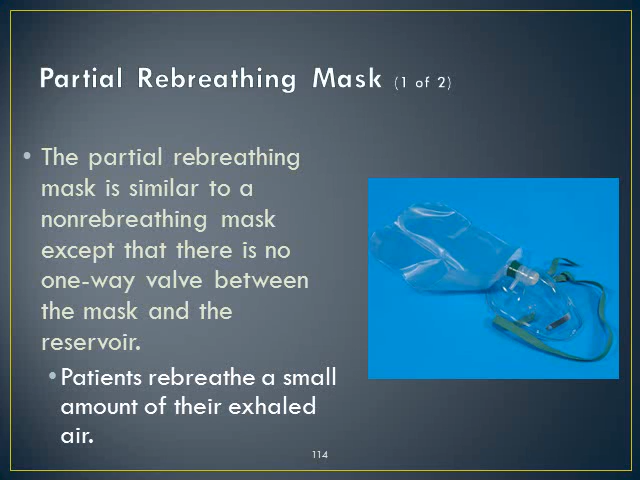 Partial Rebreathing Mask (1 of 2)
• The partial rebreathing
mask is similar to a
nonrebreathing mask
except that there is no
one-way valve between
the mask and the
reservoir.
• Patients rebreathe a small
amount of their exhaled
air.
114